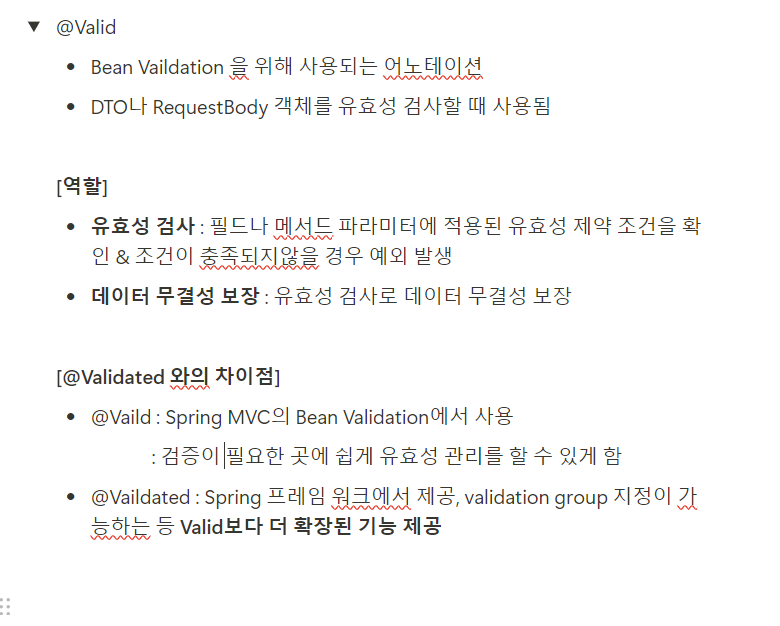 @Valid
Bean Vaildation 을 위해 사용되는 어노테이션
DTO나 RequestBody 객체를 유효성 검사할 때 사용됨
[역할]
유효성 검사 : 필드나 메서드 파라미터에 적용된 유효성 제약 조건을 확
인 & 조건이 충족되지않을 경우 예외 발생
데이터 무결성 보장 : 유효성 검사로 데이터 무결성 보장
[@Validated 와의 차이점]
@Vaild : Spring MVC의 Bean Validation에서 사용
: 검증이 필요한 곳에 쉽게 유효성 관리를 할 수 있게 함
@Vaildated : Spring 프레임 워크에서 제공, validation group 지정이 가
능하는 등 Valid보다 더 확장된 기능 제공